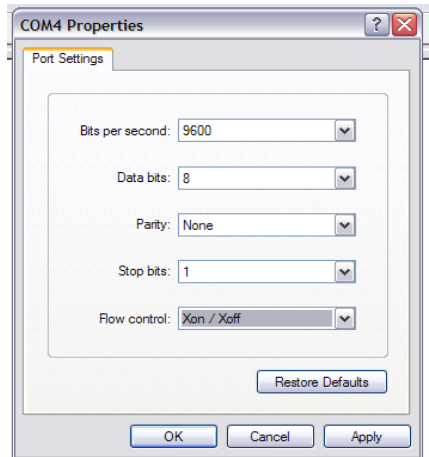 COM4 Properties
Port Settings
Bits per second: 9600
Data bits: 8
Parity: None
Stop bits: 1
Flow control: Xon / Xoff
Restore Defaults
OK Cancel Apply